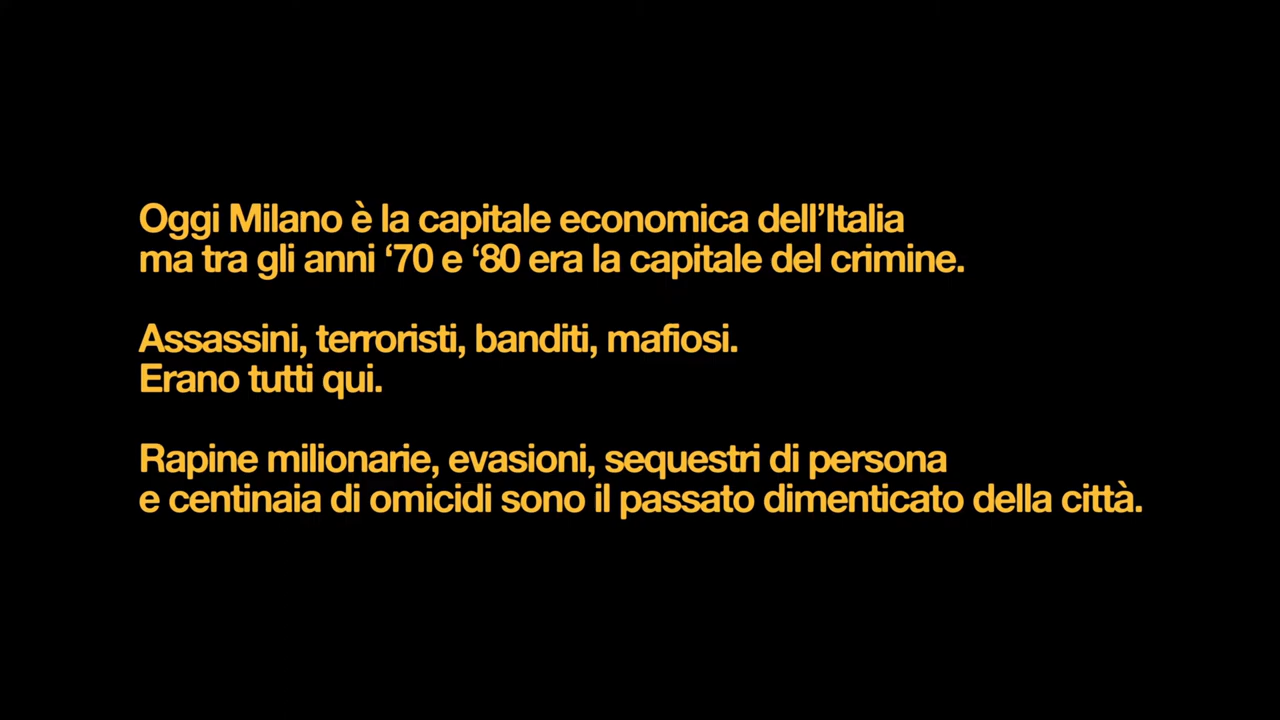 Oggi Milano è la capitale economica dell’Italia
ma tra gli anni ‘70 e ‘80 era la capitale del crimine.
Assassini, terroristi, banditi, mafiosi.
Erano tutti qui.
Rapine milionarie, evasioni, sequestri di persona
e centinaia di omicidi sono il passato dimenticato della città.